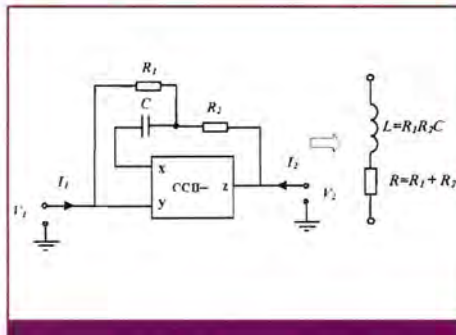 R1
C
R2
L=R1R2C
I1
x
I2
CCII−
z
R=R1+R2
V1
y
V2